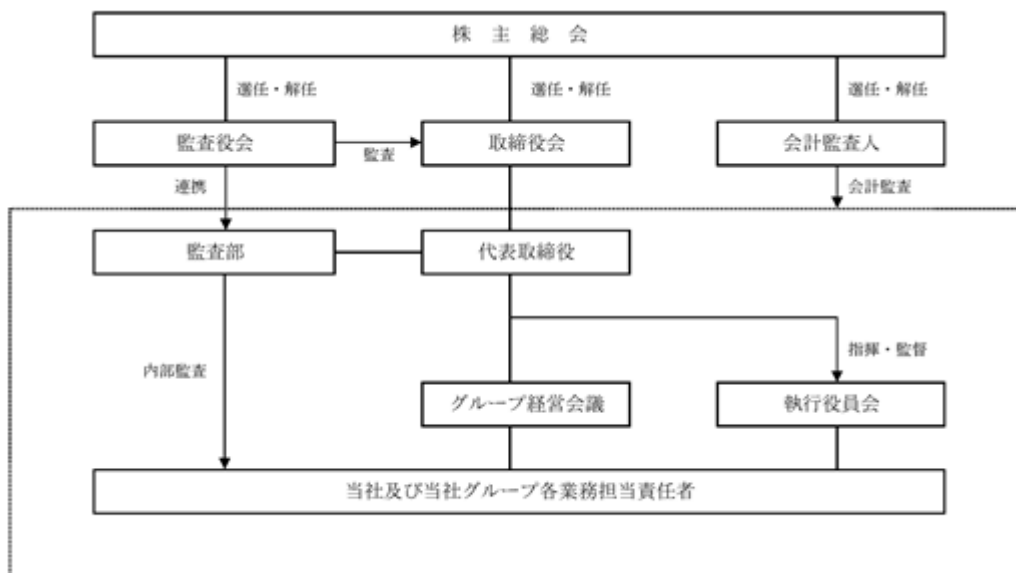 株主総会
選任・解任
選任・解任
選任・解任
監査役会
監査
取締役会
会計監査人
連携
会計監査
監査部
代表取締役
指揮・監督
内部監査
グループ経営会議
執行役員会
当社及び当社グループ各業務担当責任者